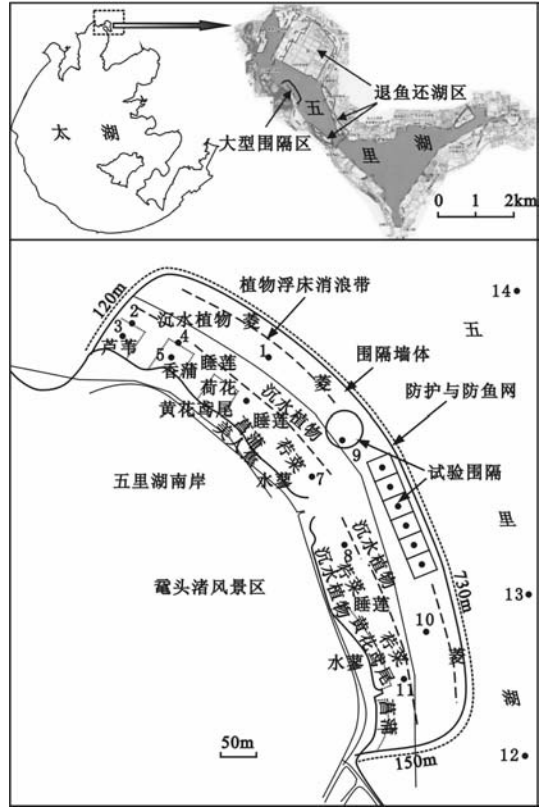 太 湖
五里湖
退鱼还湖区
大型围隔区
0 1 2km
植物浮床消浪带
围隔墙体
防护与防鱼网
试验围隔
120m
730m
150m
50m
14
五
里
湖
13
12
2
3
芦苇
沉水植物
菱
4
5
香蒲
睡莲
1
荷花
菱
黄花鸢尾
睡莲
沉水植物
美人蕉
菖蒲
荇菜
9
水蓼
7
五里湖南岸
鼋头渚风景区
8
沉水植物
荇菜
沉水植物
睡莲
10
黄花鸢尾
荇菜
菱
水蓼
11
菖蒲